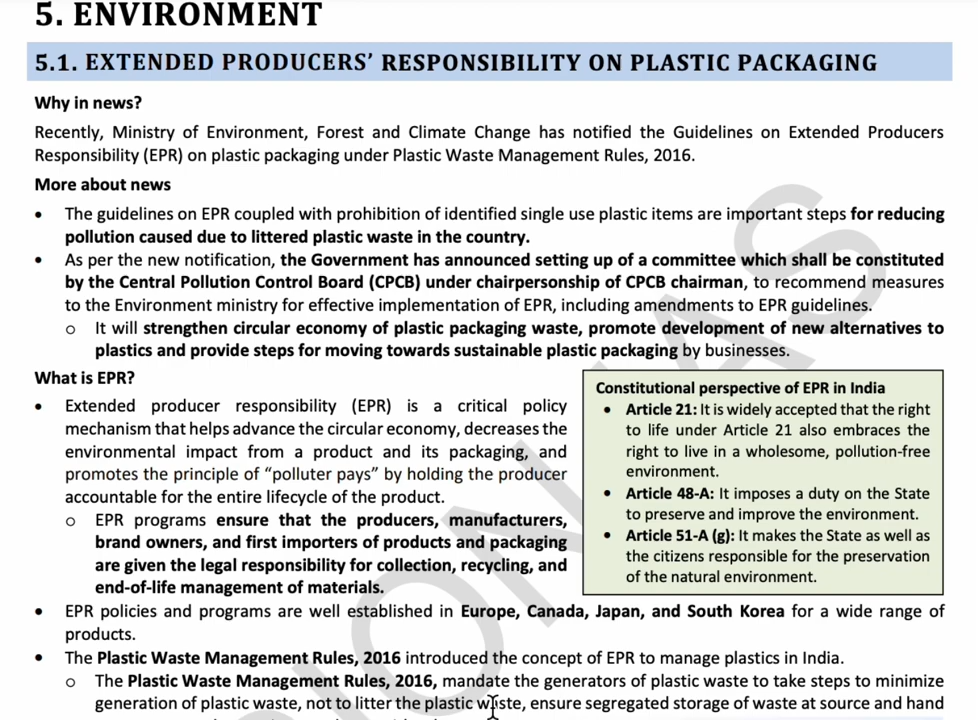 5. ENVIRONMENT
5.1. EXTENDED PRODUCERS' RESPONSIBILITY ON PLASTIC PACKAGING
Why in news?
Recently, Ministry of Environment, Forest and Climate Change has notified the Guidelines on Extended Producers
Responsibility (EPR) on plastic packaging under Plastic Waste Management Rules, 2016.
More about news
• The guidelines on EPR coupled with prohibition of identified single use plastic items are important steps for reducing
pollution caused due to littered plastic waste in the country.
• As per the new notification, the Government has announced setting up of a committee which shall be constituted
by the Central Pollution Control Board (CPCB) under chairpersonship of CPCB chairman, to recommend measures
to the Environment ministry for effective implementation of EPR, including amendments to EPR guidelines.
o It will strengthen circular economy of plastic packaging waste, promote development of new alternatives to
plastics and provide steps for moving towards sustainable plastic packaging by businesses.
What is EPR?
• Extended producer responsibility (EPR) is a critical policy
mechanism that helps advance the circular economy, decreases the
environmental impact from a product and its packaging, and
promotes the principle of "polluter pays" by holding the producer
accountable for the entire lifecycle of the product.
o EPR programs ensure that the producers, manufacturers,
brand owners, and first importers of products and packaging
are given the legal responsibility for collection, recycling, and
end-of-life management of materials.
Constitutional perspective of EPR in India
• Article 21: It is widely accepted that the right
to life under Article 21 also embraces the
right to live in a wholesome, pollution-free
environment.
• Article 48-A: It imposes a duty on the State
to preserve and improve the environment.
• Article 51-A (g): It makes the State as well as
the citizens responsible for the preservation
of the natural environment.
• EPR policies and programs are well established in Europe, Canada, Japan, and South Korea for a wide range of
products.
• The Plastic Waste Management Rules, 2016 introduced the concept of EPR to manage plastics in India.
o The Plastic Waste Management Rules, 2016, mandate the generators of plastic waste to take steps to minimize
generation of plastic waste, not to litter the plastic waste, ensure segregated storage of waste at source and hand